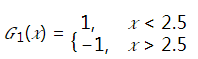 G₁(x) = { 1, x < 2.5
−1, x > 2.5